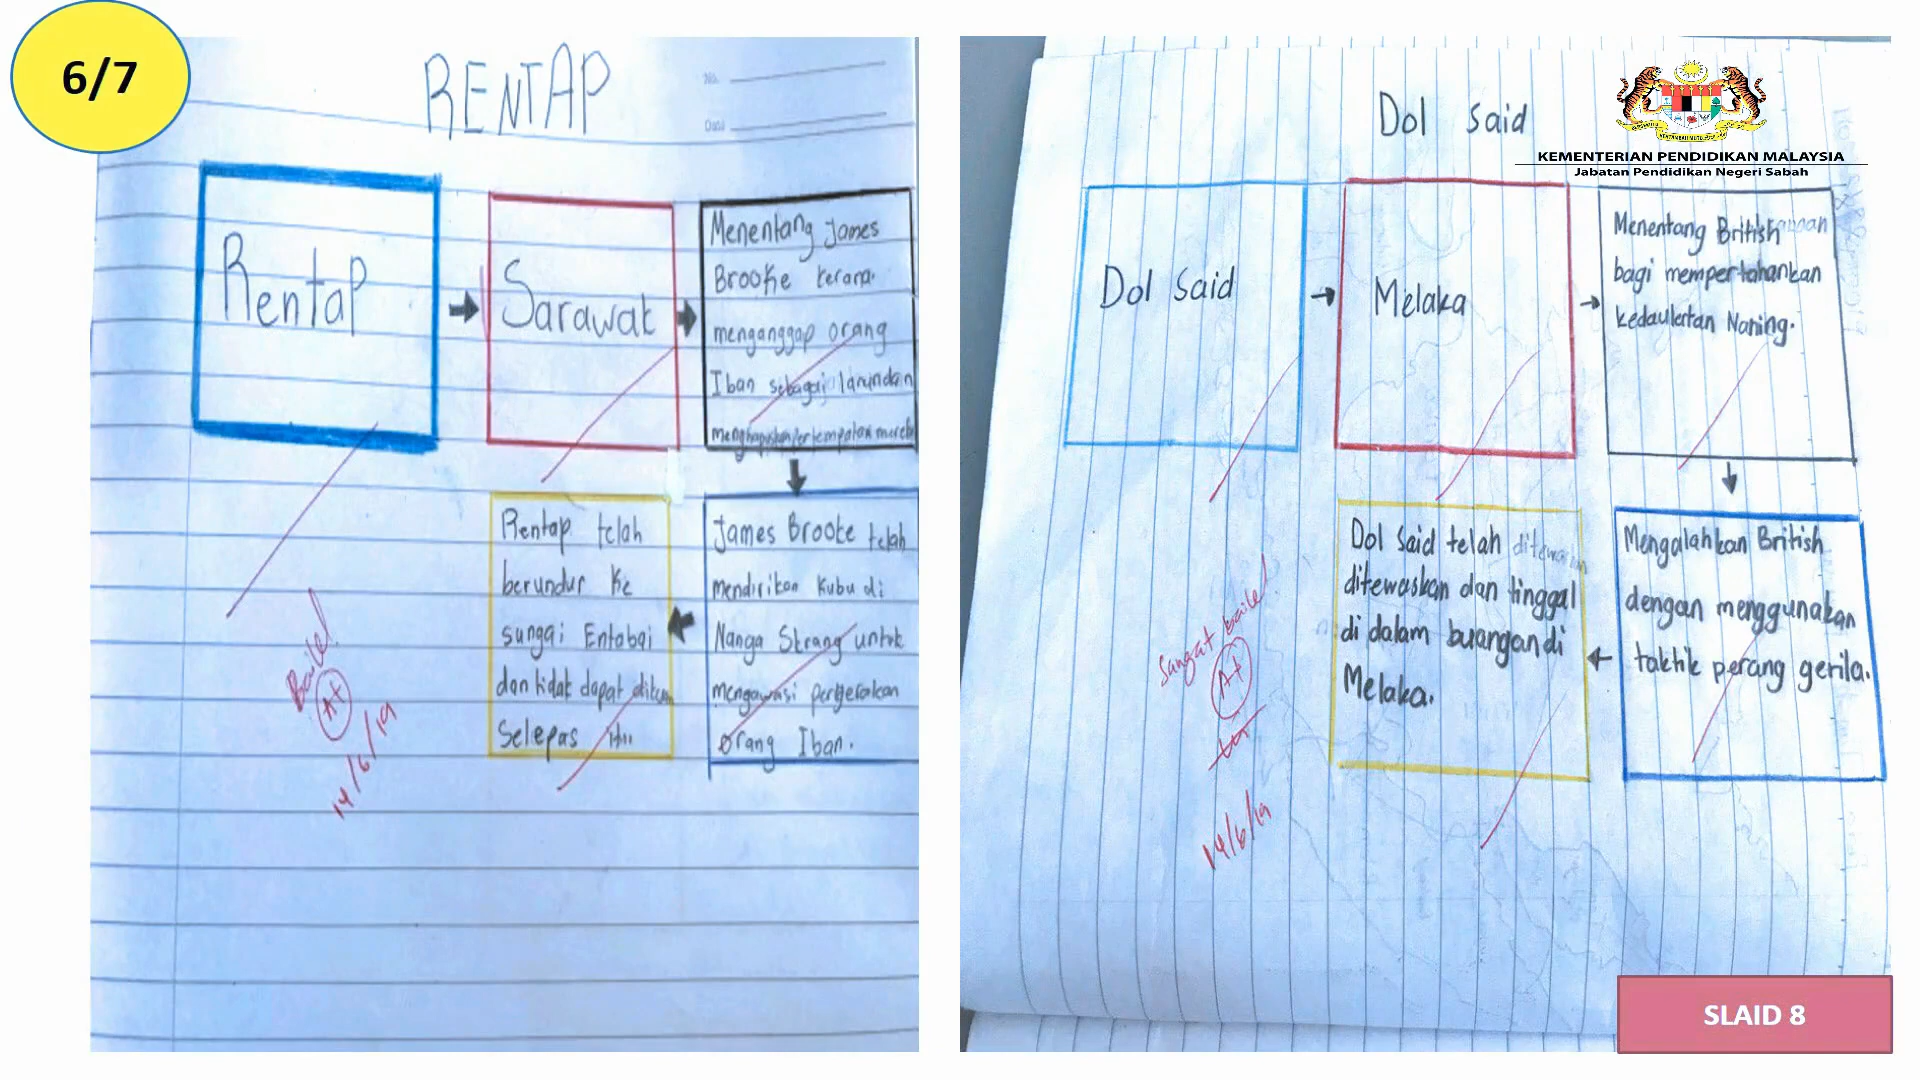 6/7
RENTAP
No.
Date
Rentap
Sarawak
Menentang James
Brooke kerana
menganggap orang
Iban sebagai lanun dan
James Brooke telah
mendirikan kubu di
Nanga Skrang untuk
mengawasi pergerakan
orang Iban.
Rentap telah
berundur ke
sungai Entabai
dan tidak dapat
Selepas itu.
Baik!
A+
14/6/19
KEMENTERIAN PENDIDIKAN MALAYSIA
Jabatan Pendidikan Negeri Sabah
Dol Said
Dol Said
Melaka
Menentang British
bagi mempertahankan
kedaulatan Naning.
Mengalahkan British
dengan menggunakan
taktik perang gerila.
Dol Said telah
ditewaskan dan tinggal
di dalam buangan di
Melaka.
Sangat baik!
A+
14/6/19
SLAID 8